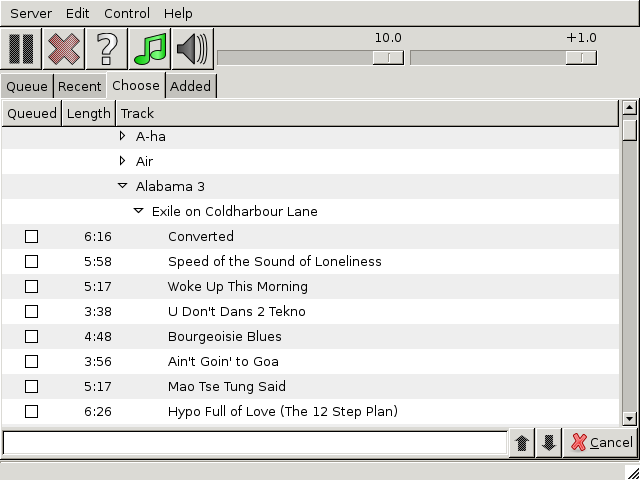 Server Edit Control Help
10.0 +1.0
Queue Recent Choose Added
Queued Length Track
A-ha
Air
Alabama 3
Exile on Coldharbour Lane
6:16 Converted
5:58 Speed of the Sound of Loneliness
5:17 Woke Up This Morning
3:38 U Don't Dans 2 Tekno
4:48 Bourgeoisie Blues
3:56 Ain't Goin' to Goa
5:17 Mao Tse Tung Said
6:26 Hypo Full of Love (The 12 Step Plan)
Cancel